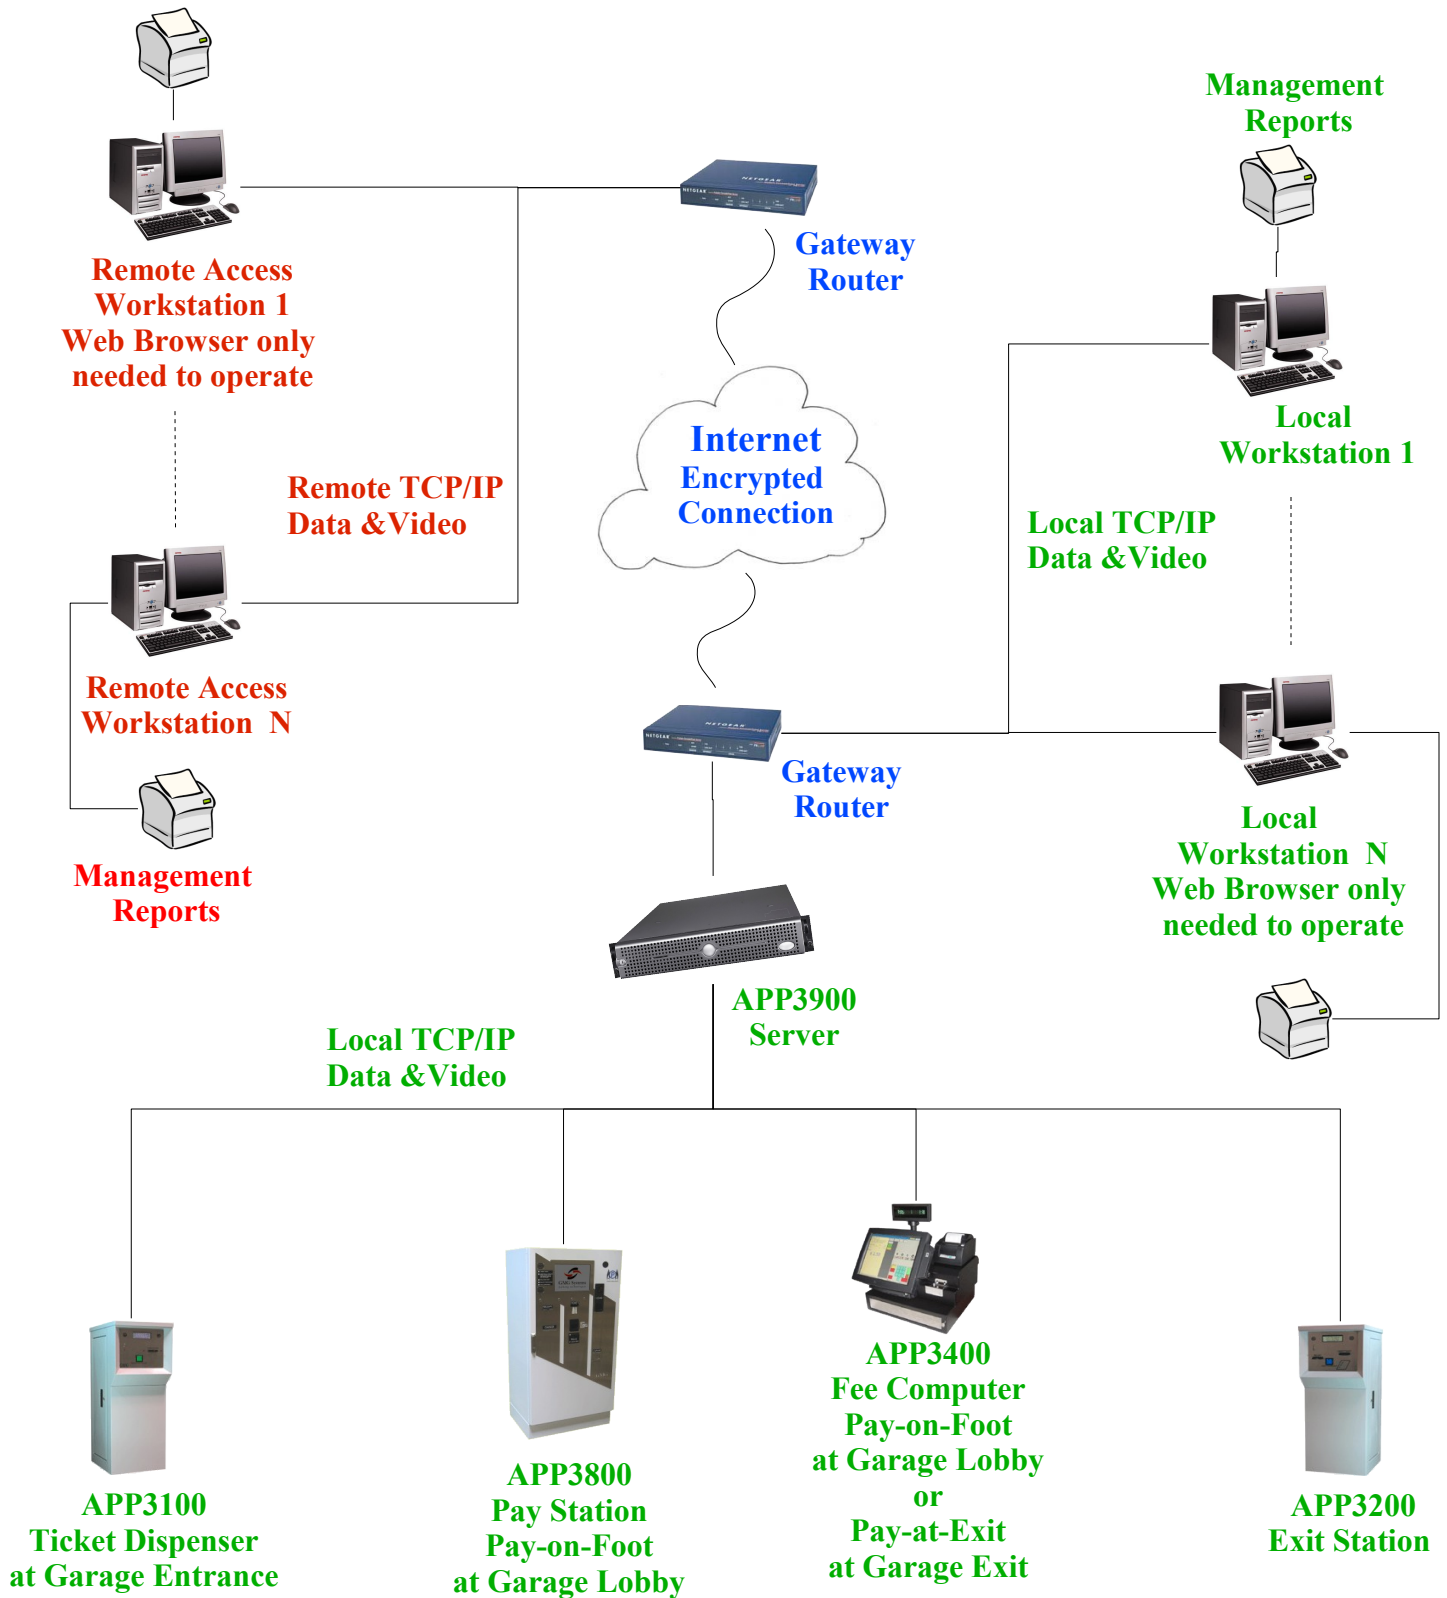 Management
Reports
NETGEAR
NETGEAR
Gateway
Router
Remote Access
Workstation 1
Web Browser only
needed to operate
Internet
Encrypted
Connection
Local
Workstation 1
Remote TCP/IP
Data &Video
Local TCP/IP
Data &Video
Remote Access
Workstation N
NETGEAR
NETGEAR
Gateway
Router
Management
Reports
Local
Workstation N
Web Browser only
needed to operate
APP3900
Server
Local TCP/IP
Data &Video
APP3100
Ticket Dispenser
at Garage Entrance
APP3800
Pay Station
Pay-on-Foot
at Garage Lobby
APP3400
Fee Computer
Pay-on-Foot
at Garage Lobby
or
Pay-at-Exit
at Garage Exit
APP3200
Exit Station